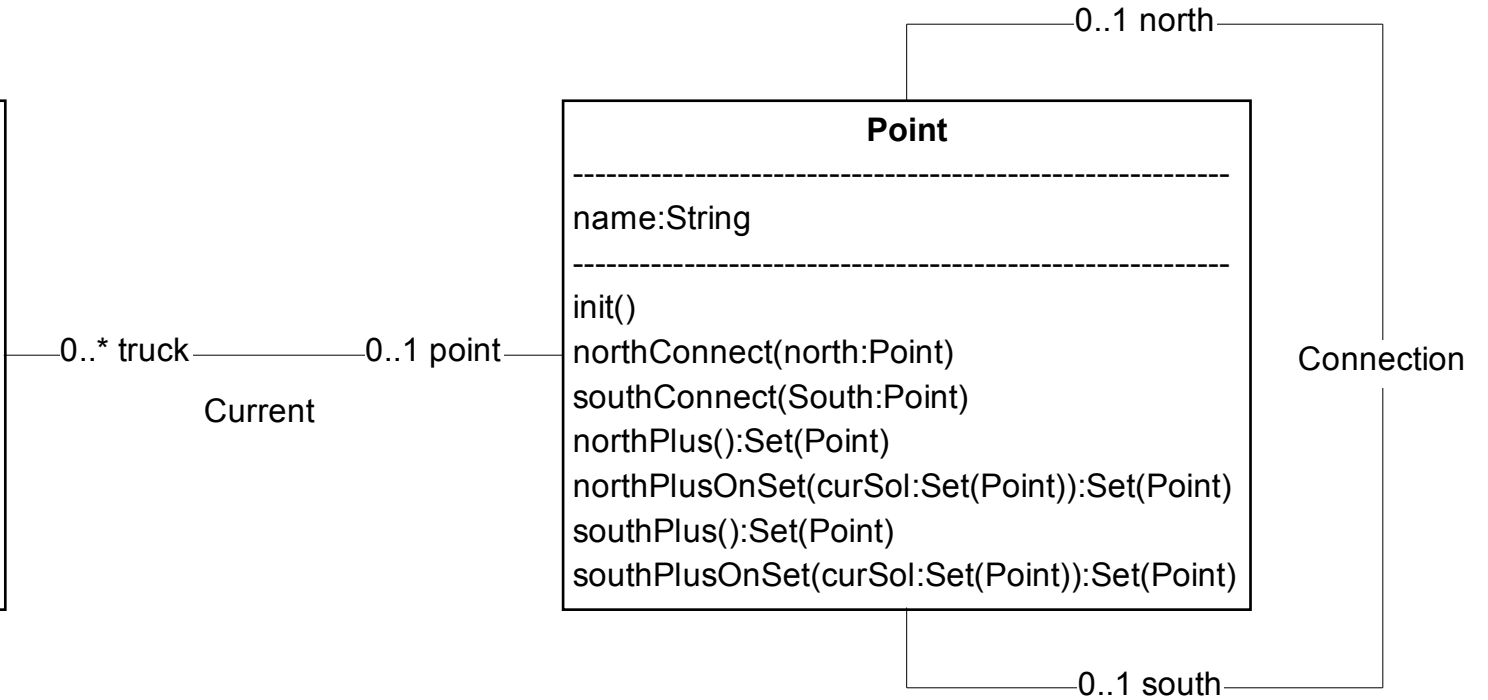 0..1 north
Point
------------------------------------------------------------
name:String
------------------------------------------------------------
init()
0..* truck 0..1 point northConnect(north:Point) Connection
Current southConnect(South:Point)
northPlus():Set(Point)
northPlusOnSet(curSol:Set(Point)):Set(Point)
southPlus():Set(Point)
southPlusOnSet(curSol:Set(Point)):Set(Point)
0..1 south